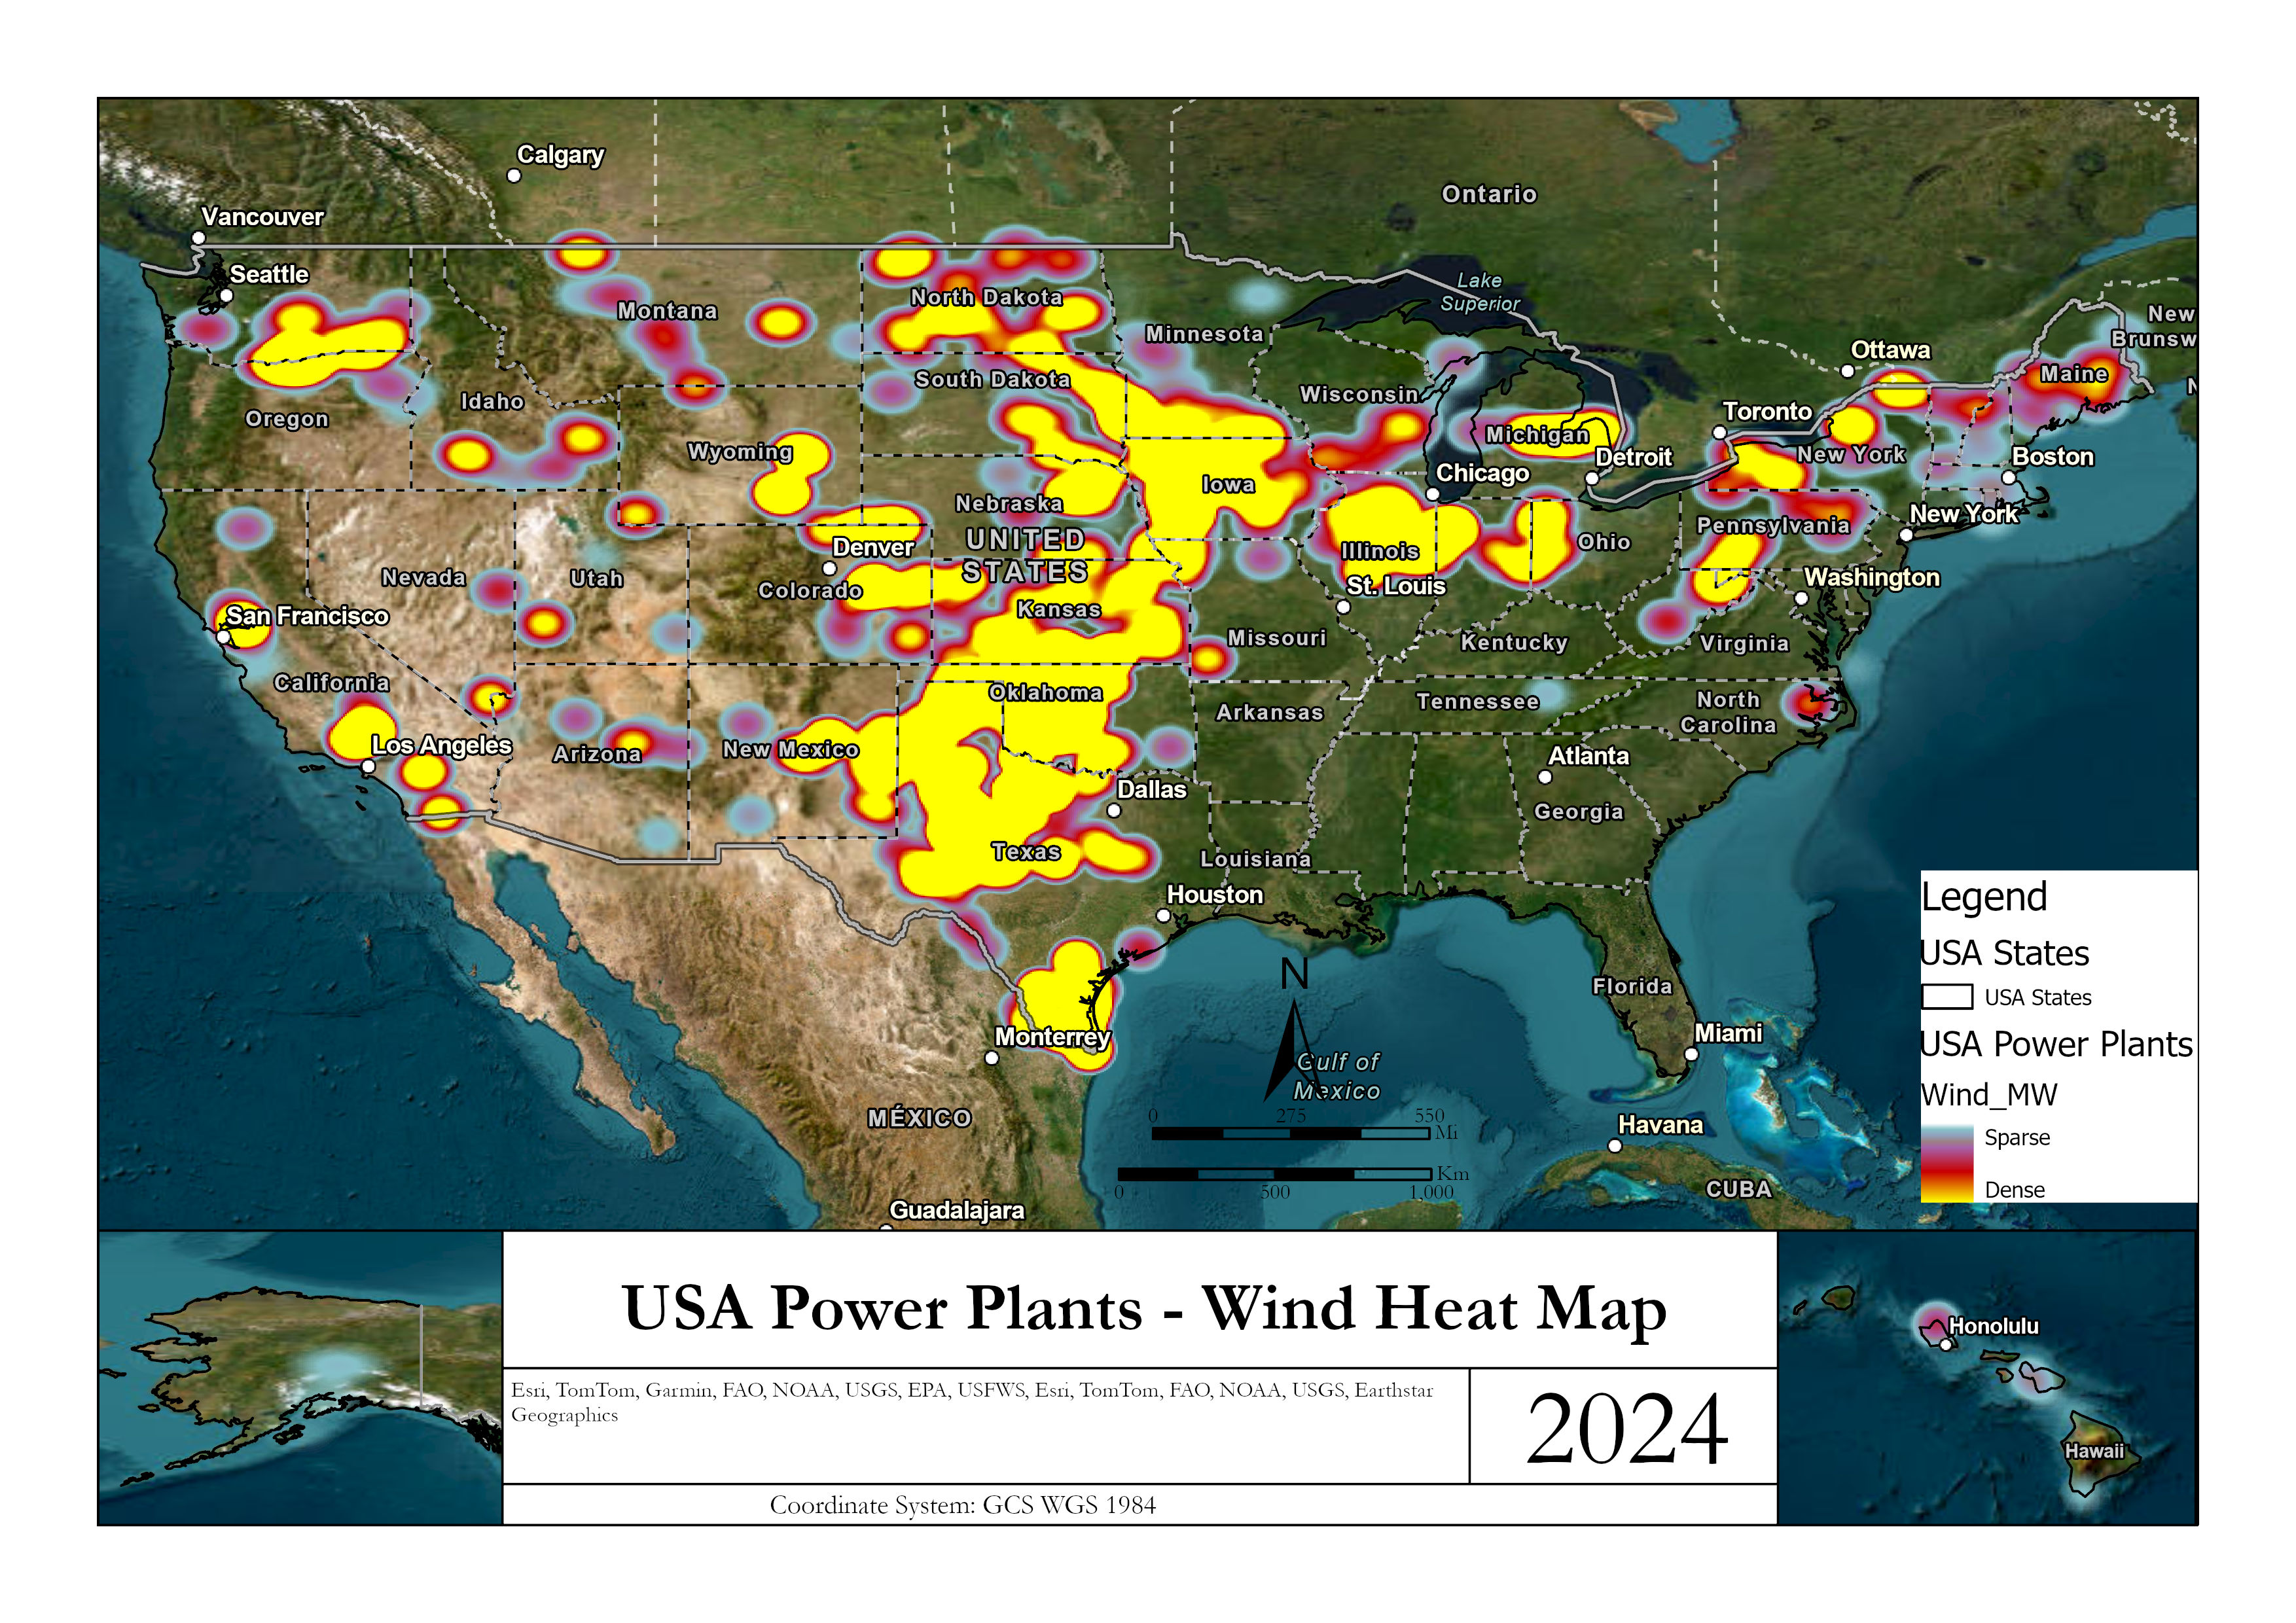 Calgary
Ontario
Vancouver
Seattle
Lake
Superior
Montana
North Dakota
Minnesota
New
Brunsw
Ottawa
Maine
South Dakota
Wisconsin
Idaho
Oregon
Toronto
Wyoming
Michigan
New York
Detroit
Boston
Chicago
Iowa
Nebraska
New York
Pennsylvania
UNITED
STATES
Denver
Ohio
Illinois
Nevada
Utah
Colorado
St. Louis
Washington
Kansas
San Francisco
Missouri
Kentucky
Virginia
California
Oklahoma
Tennessee
North
Carolina
Arkansas
Los Angeles
Arizona
New Mexico
Atlanta
Dallas
Georgia
Texas
Louisiana
Houston
N
Florida
Monterrey
Miami
Gulf of
Mexico
MÉXICO
0 275 550
Mi
Km
0 500 1,000
Havana
CUBA
Guadalajara
Legend
USA States
USA States
USA Power Plants
Wind_MW
Sparse
Dense
USA Power Plants - Wind Heat Map
Esri, TomTom, Garmin, FAO, NOAA, USGS, EPA, USFWS, Esri, TomTom, FAO, NOAA, USGS, Earthstar
Geographics
2024
Coordinate System: GCS WGS 1984
Honolulu
Hawaii